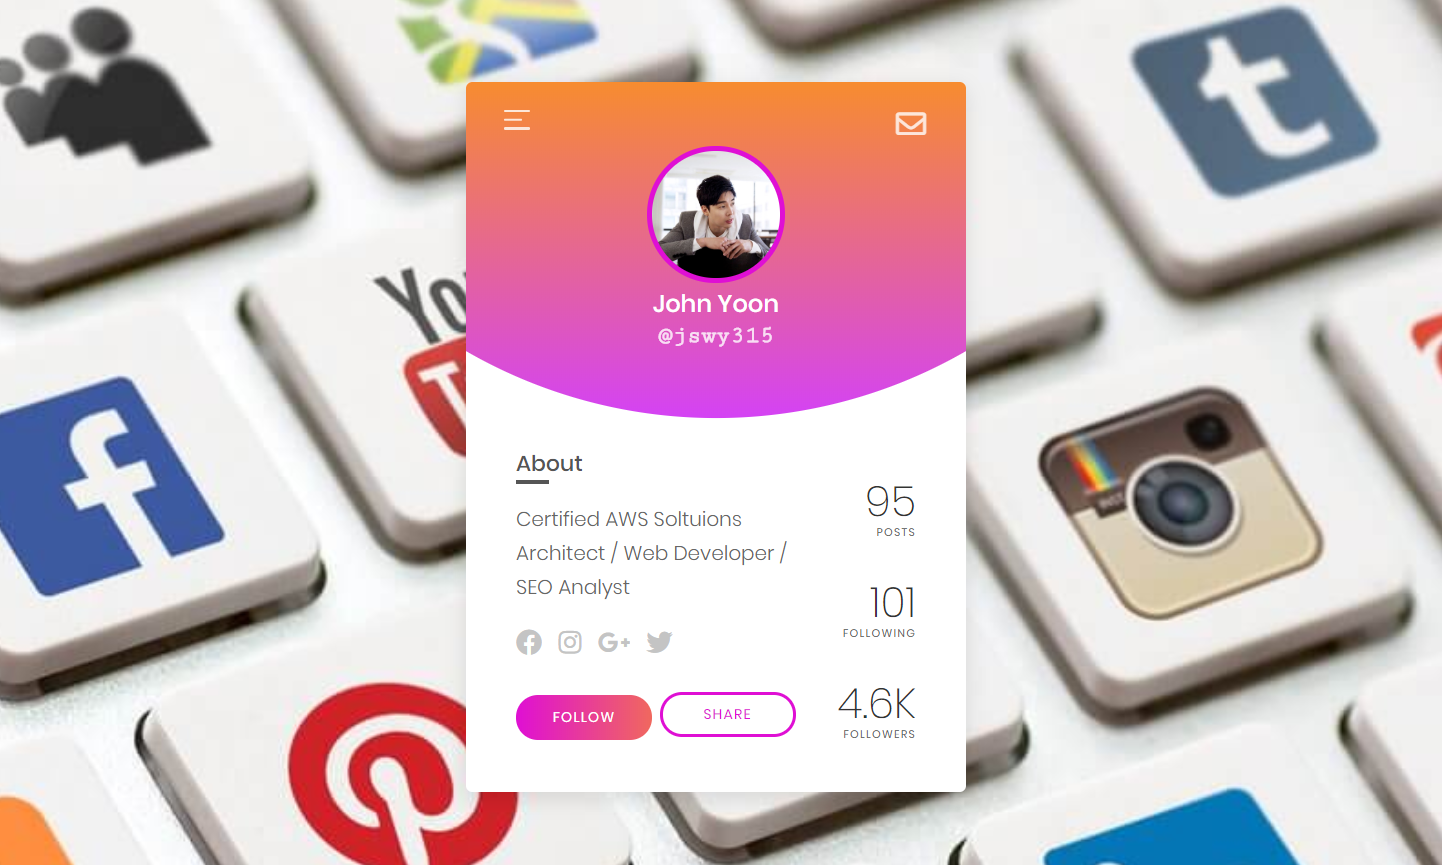 You
T
f
t
John Yoon
@jswy315
About
Certified AWS Soltuions
Architect / Web Developer /
SEO Analyst
95
POSTS
101
FOLLOWING
4.6K
FOLLOWERS
G+
FOLLOW
SHARE